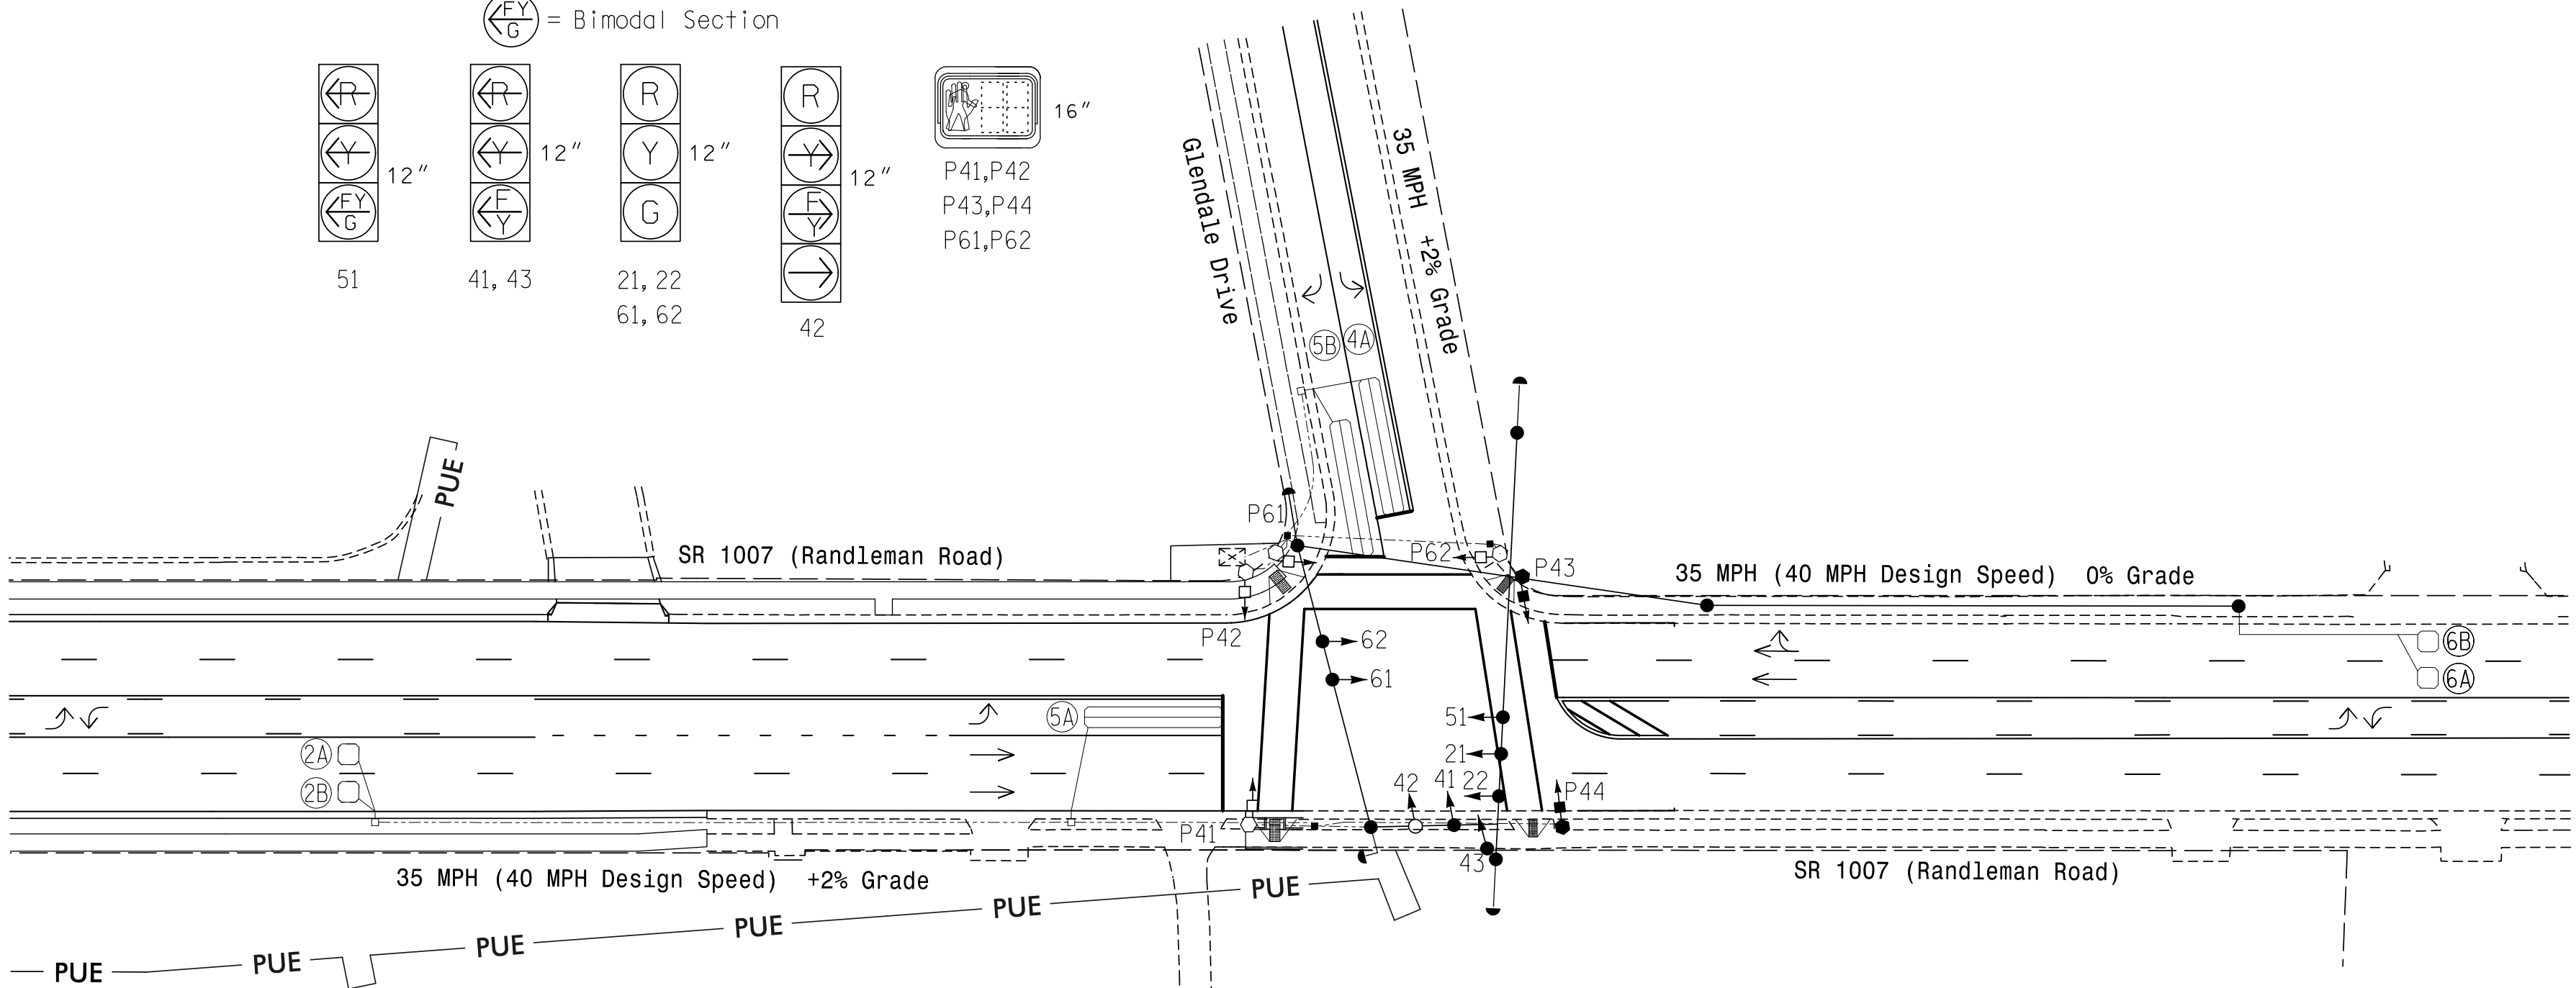 FY
G = Bimodal Section
R
Y
FY
G
12"
51
R
Y
F
Y
12"
41, 43
R
Y
G
12"
21, 22
61, 62
R
Y
F
Y
12"
42
16"
P41,P42
P43,P44
P61,P62
Glendale Drive
35 MPH +2% Grade
5B 4A
PUE
SR 1007 (Randleman Road)
P61
P62
P43
35 MPH (40 MPH Design Speed) 0% Grade
P42
62
61
6B
6A
5A
51
21
2A
2B
42 41 22
P44
P41
43
35 MPH (40 MPH Design Speed) +2% Grade
SR 1007 (Randleman Road)
PUE PUE PUE PUE PUE PUE